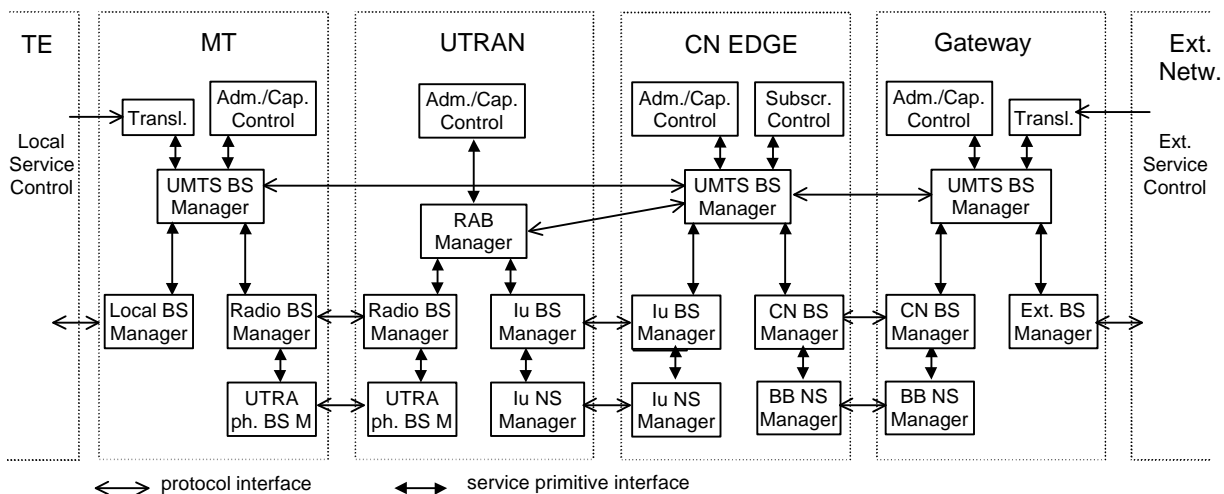 TE
MT
UTRAN
CN EDGE
Gateway
Ext.
Netw.
Transl.
Adm./Cap.
Control
Adm./Cap.
Control
Adm./Cap.
Control
Subscr.
Control
Adm./Cap.
Control
Transl.
Local
Service
Control
Ext.
Service
Control
UMTS BS
Manager
RAB
Manager
UMTS BS
Manager
UMTS BS
Manager
Local BS
Manager
Radio BS
Manager
Radio BS
Manager
Iu BS
Manager
Iu BS
Manager
CN BS
Manager
CN BS
Manager
Ext. BS
Manager
UTRA
ph. BS M
UTRA
ph. BS M
Iu NS
Manager
Iu NS
Manager
BB NS
Manager
BB NS
Manager
protocol interface
service primitive interface